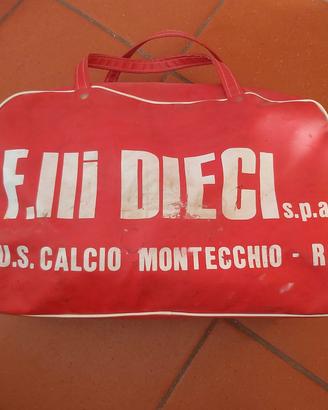 F.lli DIECI s.p.a
U.S. CALCIO MONTECCHIO - R